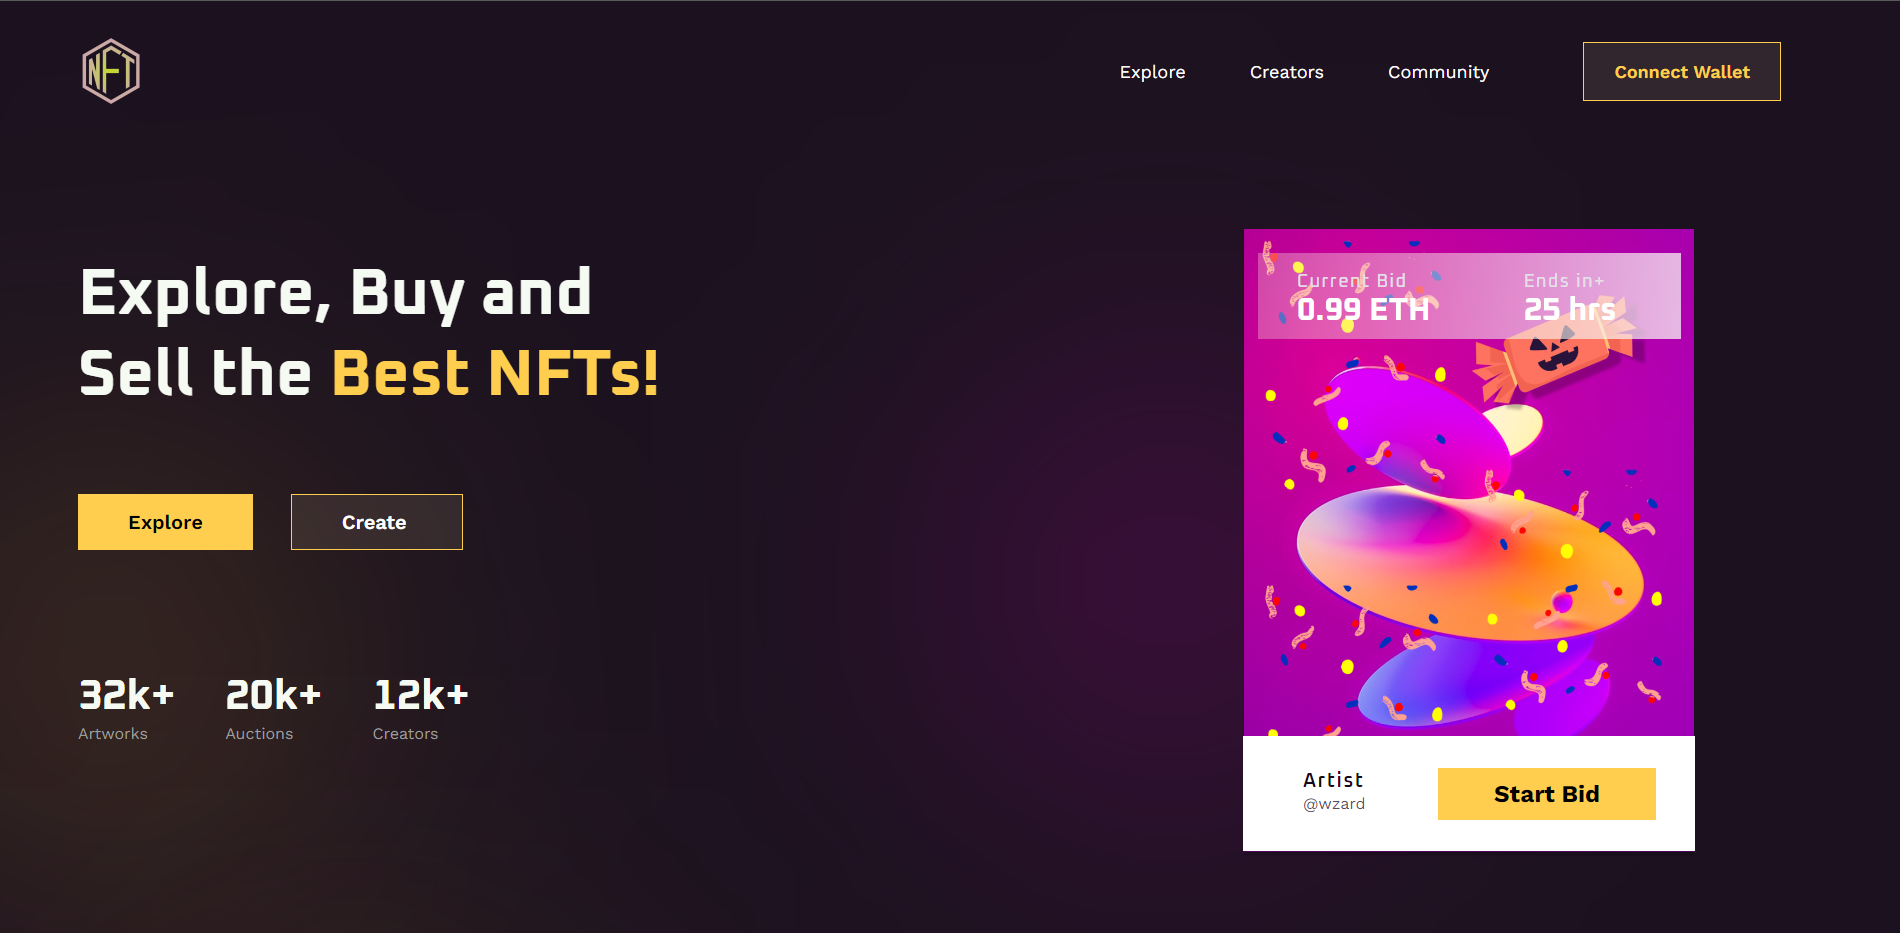 NFT
Explore
Creators
Community
Connect Wallet
Explore, Buy and
Sell the Best NFTs!
Explore
Create
32k+
Artworks
20k+
Auctions
12k+
Creators
Current Bid
0.99 ETH
Ends in+
25 hrs
Artist
@wzard
Start Bid